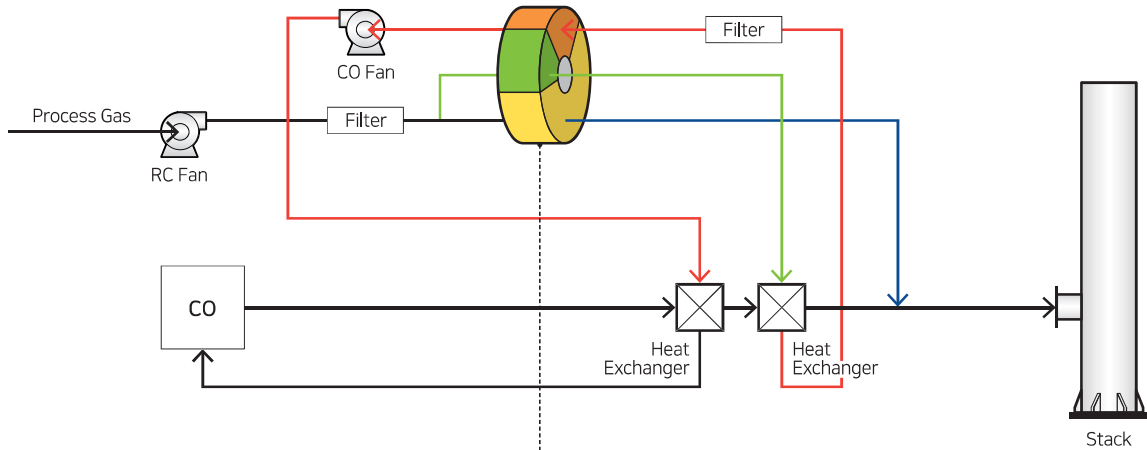 Filter
CO Fan
Process Gas
Filter
RC Fan
CO
Heat
Exchanger
Heat
Exchanger
Stack